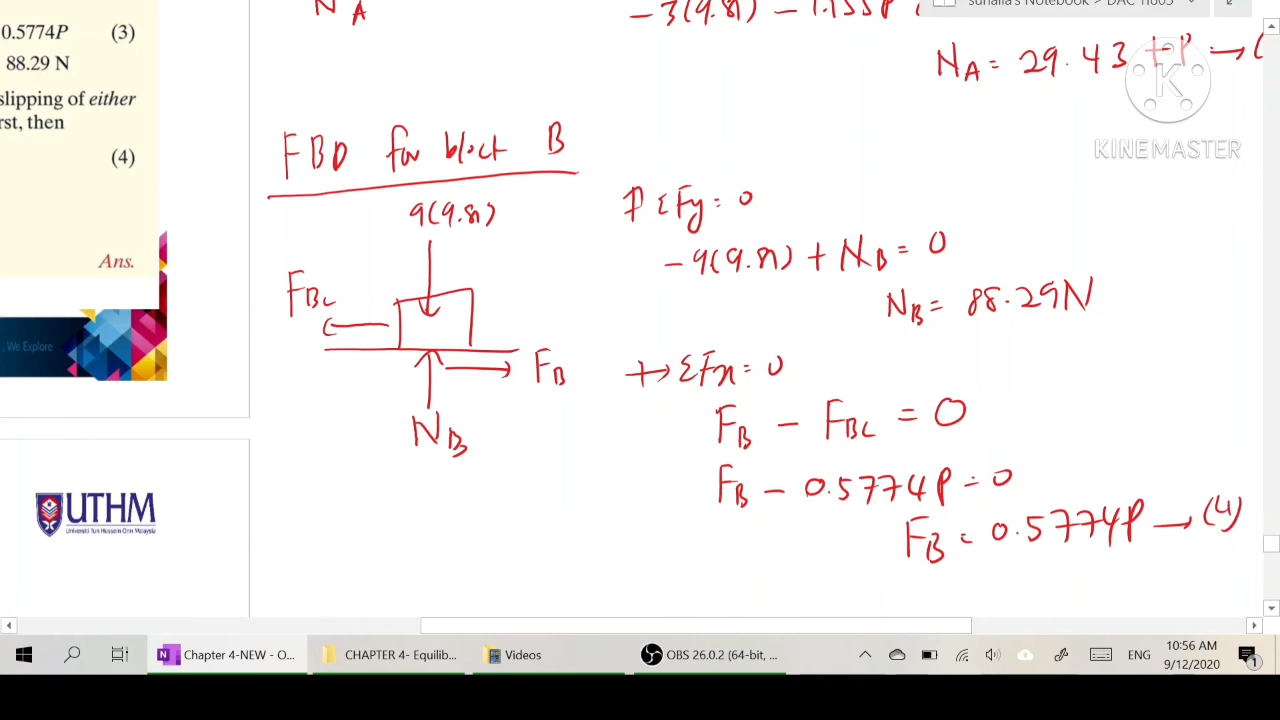 N_A
-3(9.81) - 1.155P
N_A = 29.43 + P → (
0.5774P (3)
88.29 N
slipping of either
rst, then
(4)
Ans.
We Explore
UTHM
Universiti Tun Hussein Onn Malaysia
KINEMASTER
FBD for block B
9(9.81)
F_BC
F_B
N_B
↑ΣFy = 0
-9(9.81) + N_B = 0
N_B = 88.29N
+→ΣFx = 0
F_B - F_BC = 0
F_B - 0.5774P = 0
F_B = 0.5774P → (4)
Chapter 4-NEW - O...
CHAPTER 4- Equilib...
Videos
OBS 26.0.2 (64-bit, ...
ENG
10:56 AM
9/12/2020
1